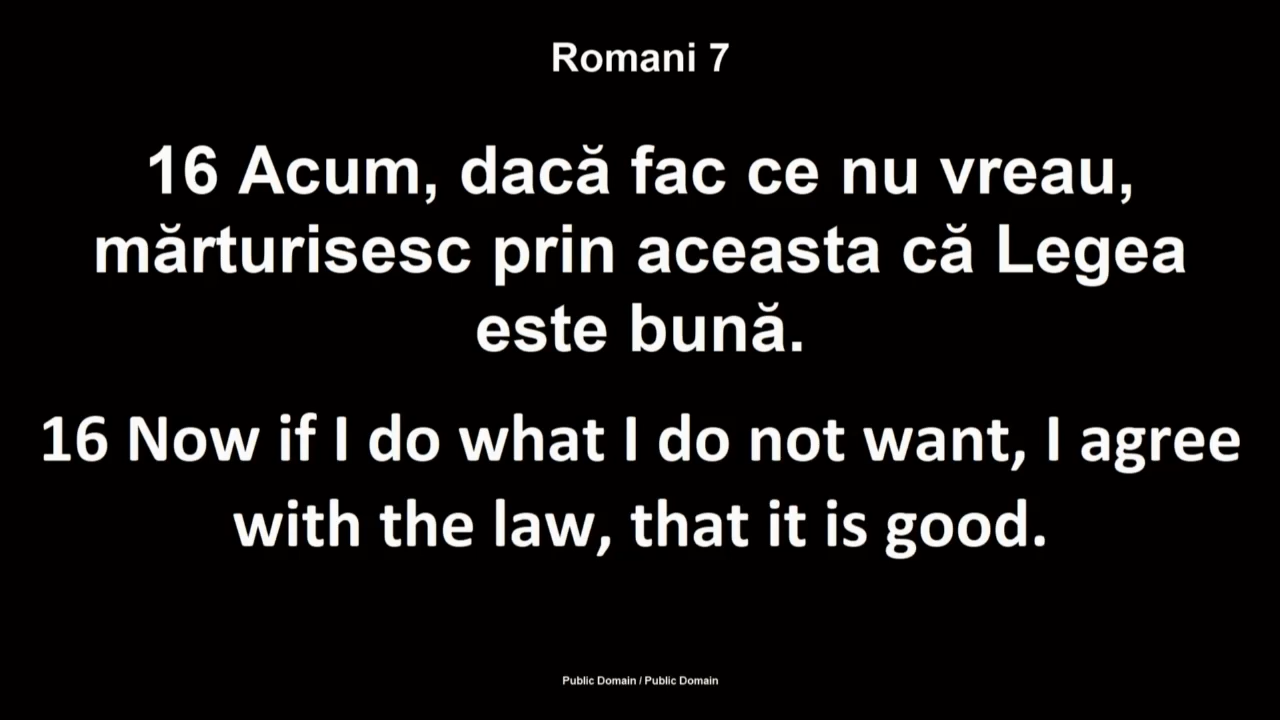 Romani 7
16 Acum, dacă fac ce nu vreau,
mărturisesc prin aceasta că Legea
este bună.
16 Now if I do what I do not want, I agree
with the law, that it is good.
Public Domain / Public Domain